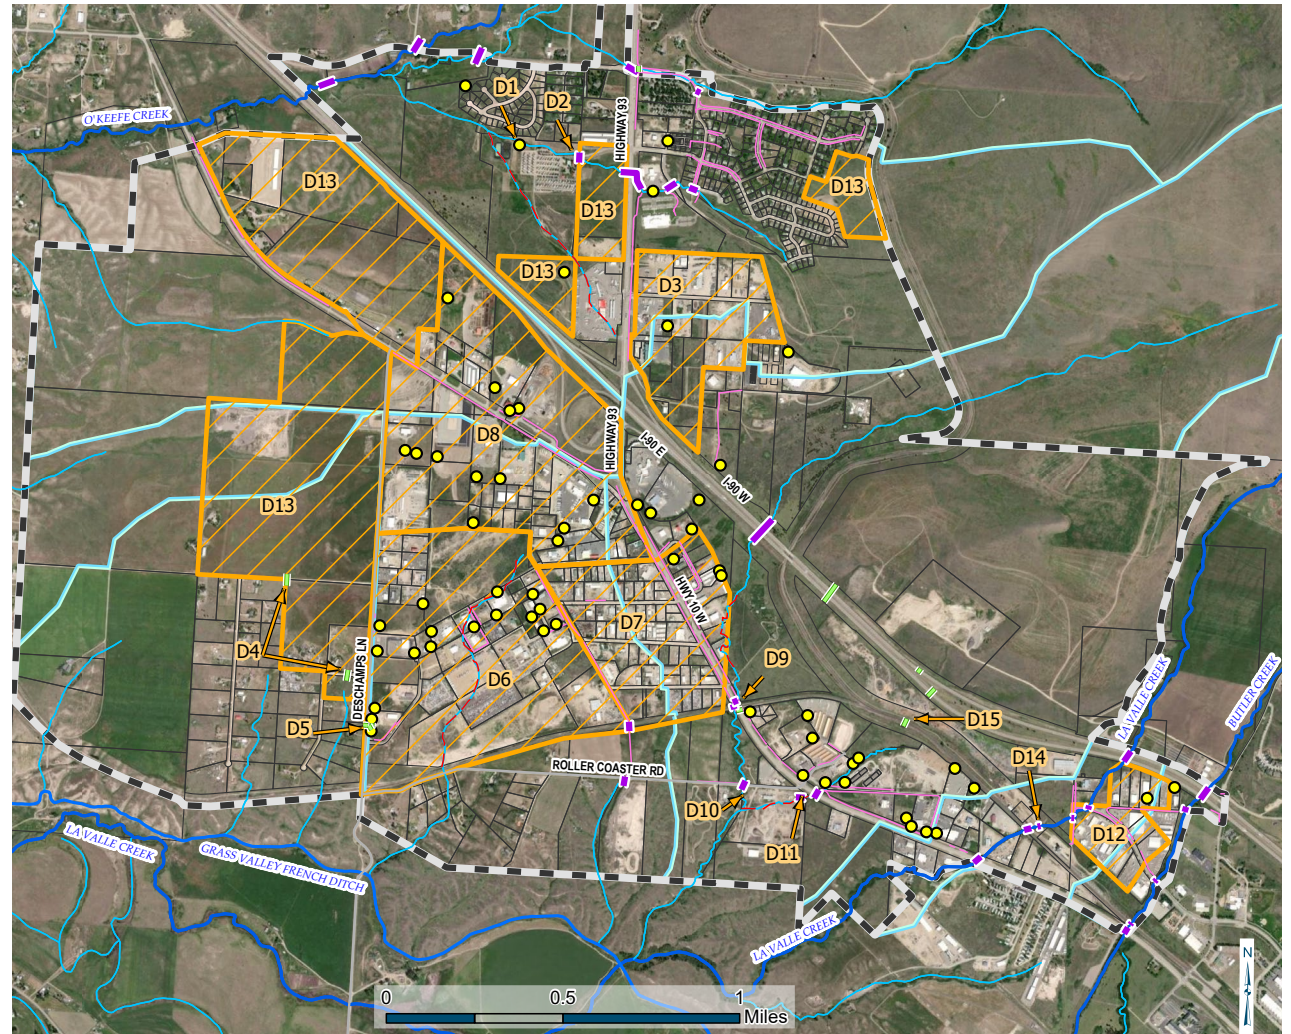 O'KEEFE CREEK
D1
D2
HIGHWAY 93
D13
D13
D13
D13
D3
HIGHWAY 93
I-90 E
I-90 W
D8
D13
HWY 10 W
D7
D4
DESCHAMPS LN
D6
D9
D5
D15
LA VALLE CREEK
BUTLER CREEK
ROLLER COASTER RD
D14
D10
D11
D12
LA VALLE CREEK
GRASS VALLEY FRENCH DITCH
LA VALLE CREEK
N
0 0.5 1
Miles